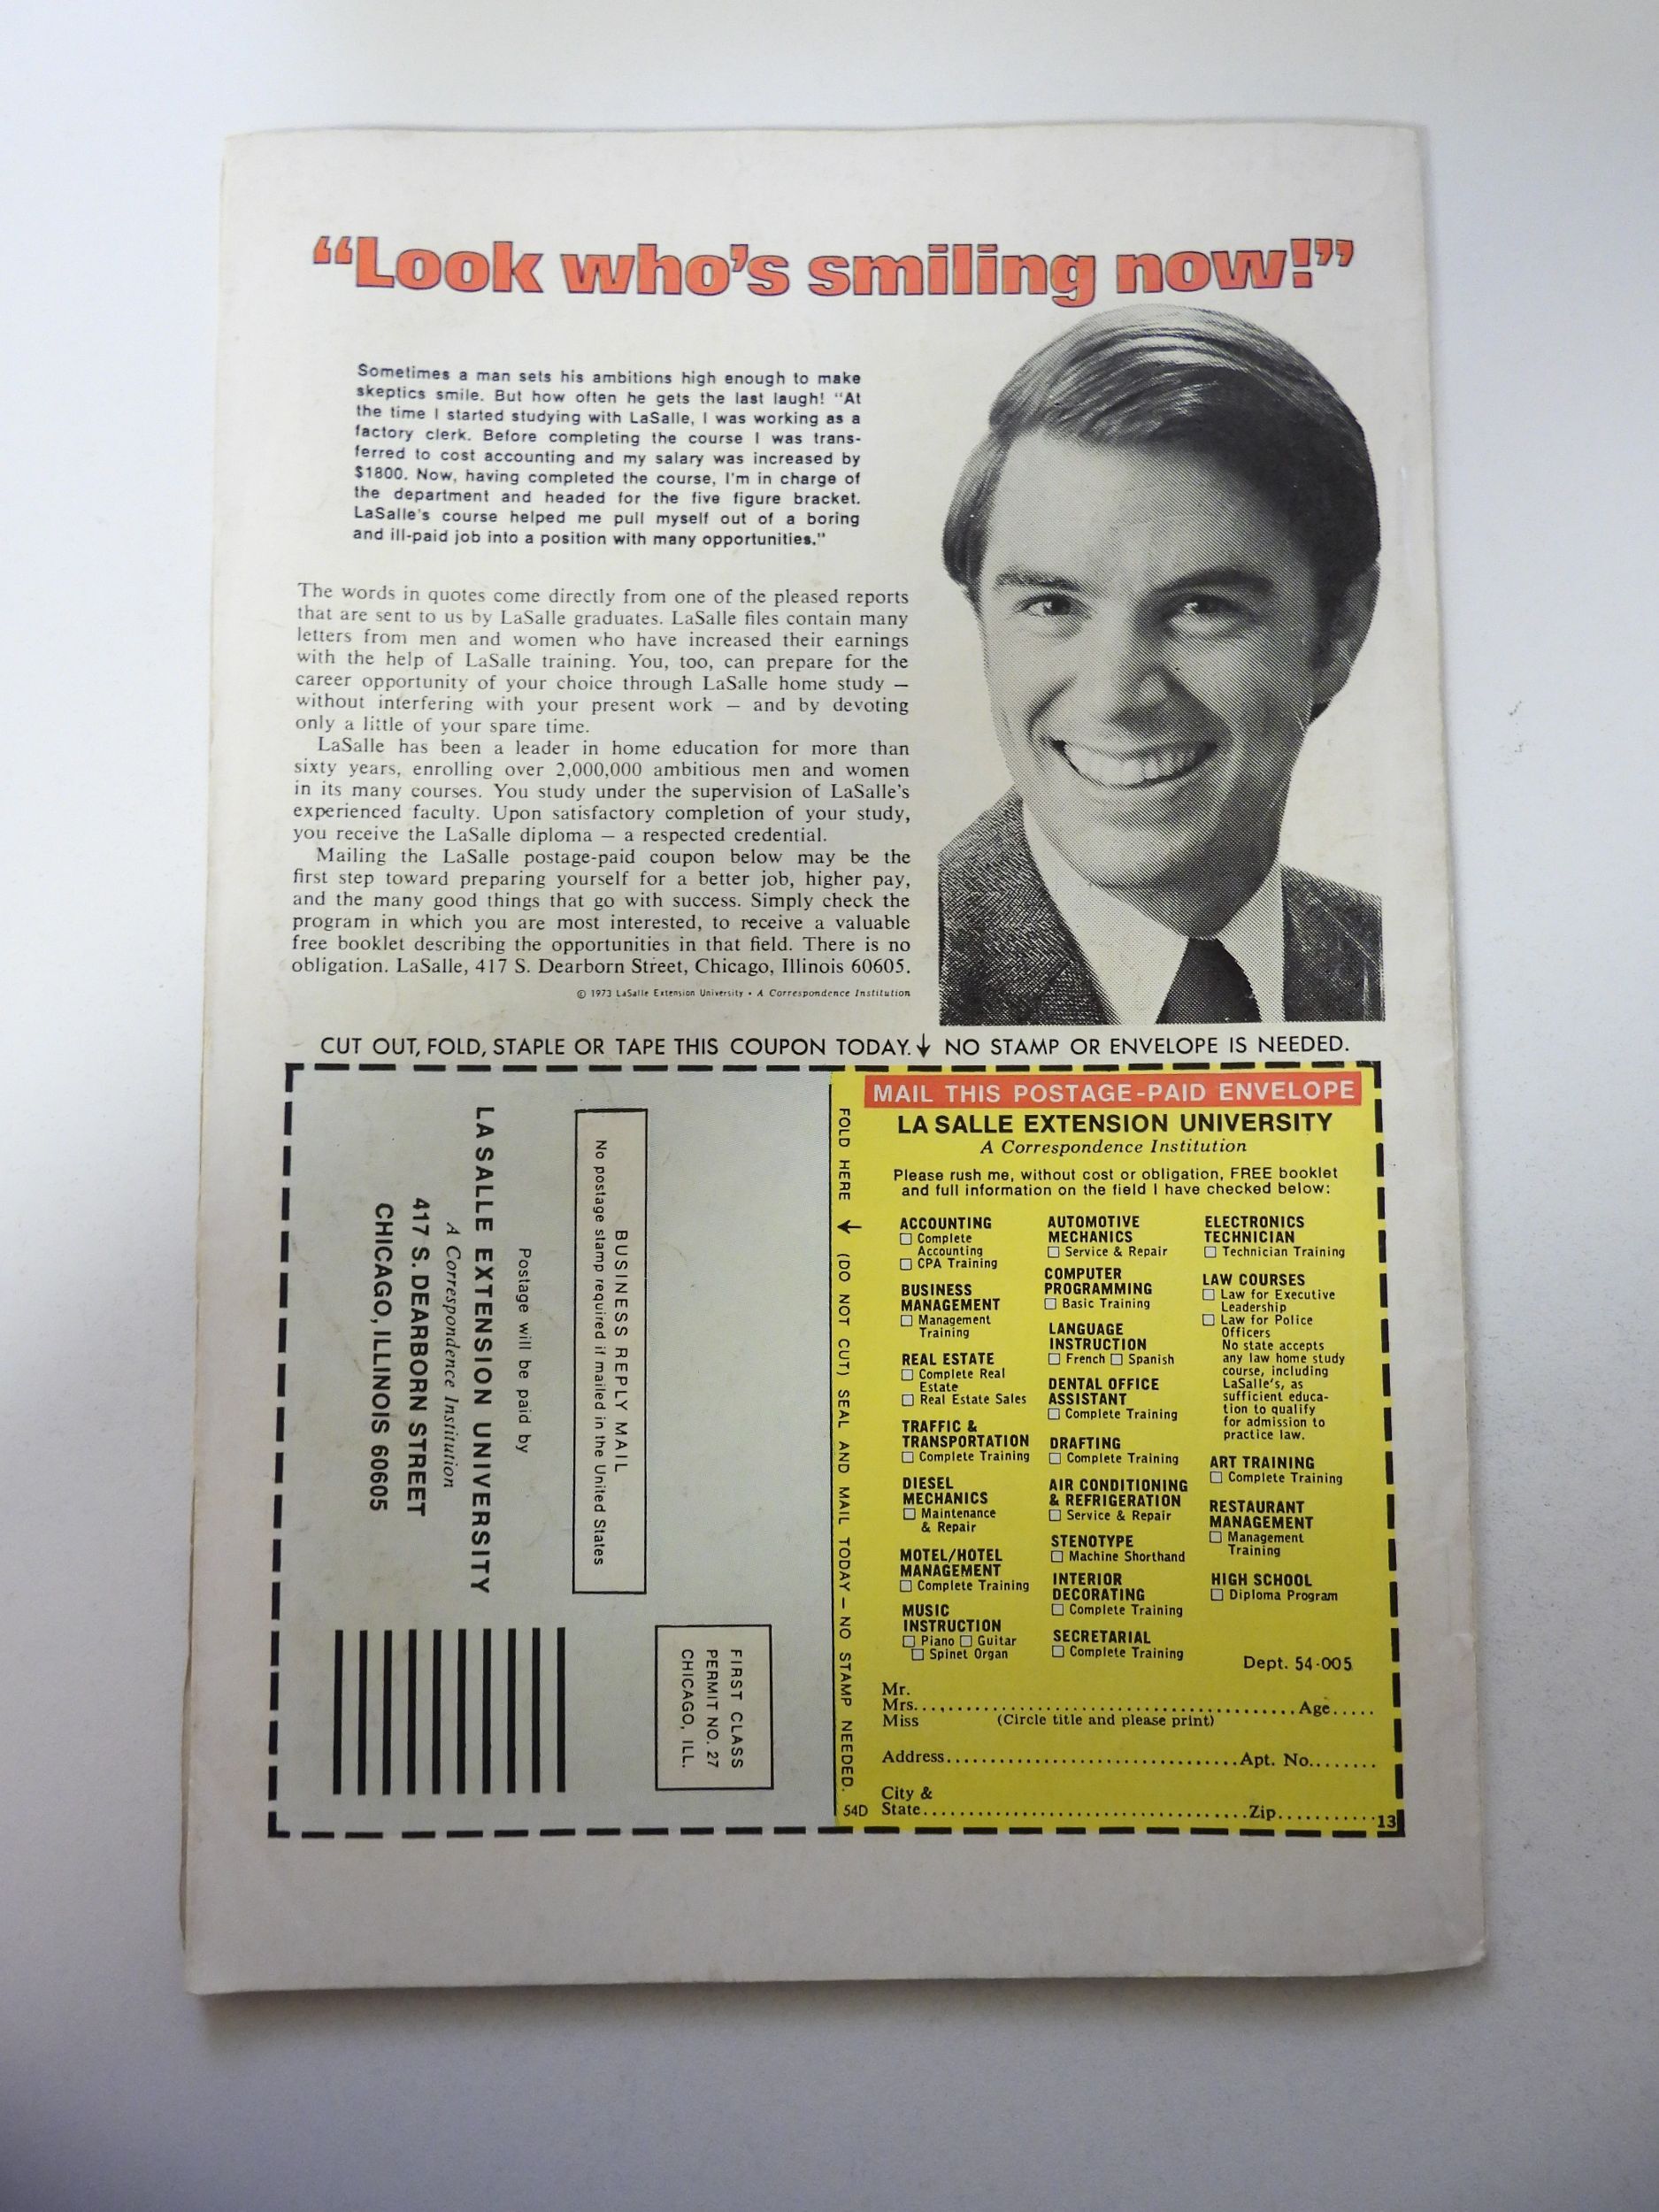 “Look who’s smiling now!”
Sometimes a man sets his ambitions high enough to make
skeptics smile. But how often he gets the last laugh! "At
the time I started studying with LaSalle, I was working as a
factory clerk. Before completing the course I was trans-
ferred to cost accounting and my salary was increased by
$1800. Now, having completed the course, I'm in charge of
the department and headed for the five figure bracket.
LaSalle's course helped me pull myself out of a boring
and ill-paid job into a position with many opportunities."
The words in quotes come directly from one of the pleased reports
that are sent to us by LaSalle graduates. LaSalle files contain many
letters from men and women who have increased their earnings
with the help of LaSalle training. You, too, can prepare for the
career opportunity of your choice through LaSalle home study —
without interfering with your present work — and by devoting
only a little of your spare time.
LaSalle has been a leader in home education for more than
sixty years, enrolling over 2,000,000 ambitious men and women
in its many courses. You study under the supervision of LaSalle's
experienced faculty. Upon satisfactory completion of your study,
you receive the LaSalle diploma — a respected credential.
Mailing the LaSalle postage-paid coupon below may be the
first step toward preparing yourself for a better job, higher pay,
and the many good things that go with success. Simply check the
program in which you are most interested, to receive a valuable
free booklet describing the opportunities in that field. There is no
obligation. LaSalle, 417 S. Dearborn Street, Chicago, Illinois 60605.
© 1973 LaSalle Extension University • A Correspondence Institution
CUT OUT, FOLD, STAPLE OR TAPE THIS COUPON TODAY.↓ NO STAMP OR ENVELOPE IS NEEDED.
FIRST CLASS
PERMIT NO. 27
CHICAGO, ILL.
BUSINESS REPLY MAIL
No postage stamp required if mailed in the United States
Postage will be paid by
LA SALLE EXTENSION UNIVERSITY
A Correspondence Institution
417 S. DEARBORN STREET
CHICAGO, ILLINOIS 60605
FOLD HERE ↓ (DO NOT CUT) SEAL AND MAIL TODAY — NO STAMP NEEDED.
54D
MAIL THIS POSTAGE-PAID ENVELOPE
LA SALLE EXTENSION UNIVERSITY
A Correspondence Institution
Please rush me, without cost or obligation, FREE booklet
and full information on the field I have checked below:
ACCOUNTING
☐ Complete
Accounting
☐ CPA Training
BUSINESS
MANAGEMENT
☐ Management
Training
REAL ESTATE
☐ Complete Real
Estate
☐ Real Estate Sales
TRAFFIC &
TRANSPORTATION
☐ Complete Training
DIESEL
MECHANICS
☐ Maintenance
& Repair
MOTEL/HOTEL
MANAGEMENT
☐ Complete Training
MUSIC
INSTRUCTION
☐ Piano ☐ Guitar
☐ Spinet Organ
AUTOMOTIVE
MECHANICS
☐ Service & Repair
COMPUTER
PROGRAMMING
☐ Basic Training
LANGUAGE
INSTRUCTION
☐ French ☐ Spanish
DENTAL OFFICE
ASSISTANT
☐ Complete Training
DRAFTING
☐ Complete Training
AIR CONDITIONING
& REFRIGERATION
☐ Service & Repair
STENOTYPE
☐ Machine Shorthand
INTERIOR
DECORATING
☐ Complete Training
SECRETARIAL
☐ Complete Training
ELECTRONICS
TECHNICIAN
☐ Technician Training
LAW COURSES
☐ Law for Executive
Leadership
☐ Law for Police
Officers
No state accepts
any law home study
course, including
LaSalle's, as
sufficient educa-
tion to qualify
for admission to
practice law.
ART TRAINING
☐ Complete Training
RESTAURANT
MANAGEMENT
☐ Management
Training
HIGH SCHOOL
☐ Diploma Program
Dept. 54-005
Mr.
Mrs. Age
Miss (Circle title and please print)
Address Apt. No.
City &
State Zip 13